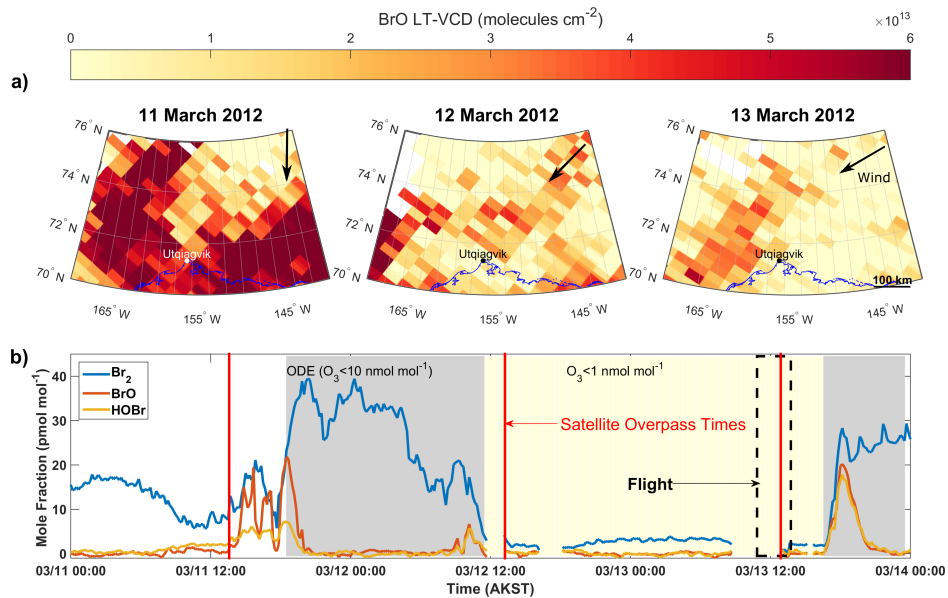 BrO LT-VCD (molecules cm⁻²)
×10¹³
0 1 2 3 4 5 6
a)
11 March 2012
12 March 2012
13 March 2012
76° N
74° N
72° N
70° N
165° W
155° W
145° W
Utqiagvik
76° N
74° N
72° N
70° N
165° W
155° W
145° W
Utqiagvik
76° N
74° N
72° N
70° N
165° W
155° W
145° W
Utqiagvik
Wind
100 km
b)
Mole Fraction (pmol mol⁻¹)
40
30
20
10
0
Br₂
BrO
HOBr
ODE (O₃<10 nmol mol⁻¹)
O₃<1 nmol mol⁻¹
Satellite Overpass Times
Flight
03/11 00:00 03/11 12:00 03/12 00:00 03/12 12:00 03/13 00:00 03/13 12:00 03/14 00:00
Time (AKST)